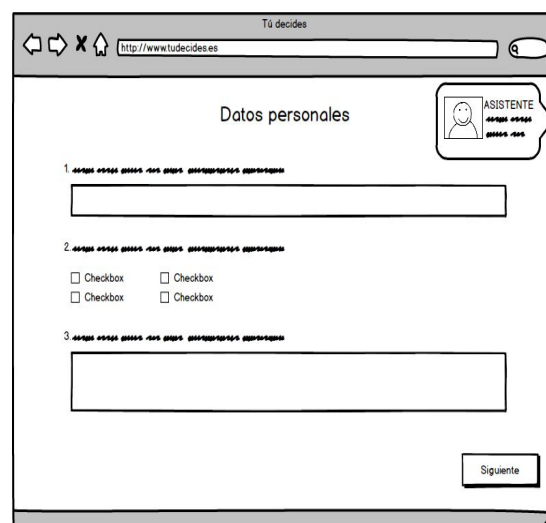 Tú decides
http://www.tudecides.es
Datos personales
ASISTENTE
1.
2.
Checkbox Checkbox
Checkbox Checkbox
3.
Siguiente